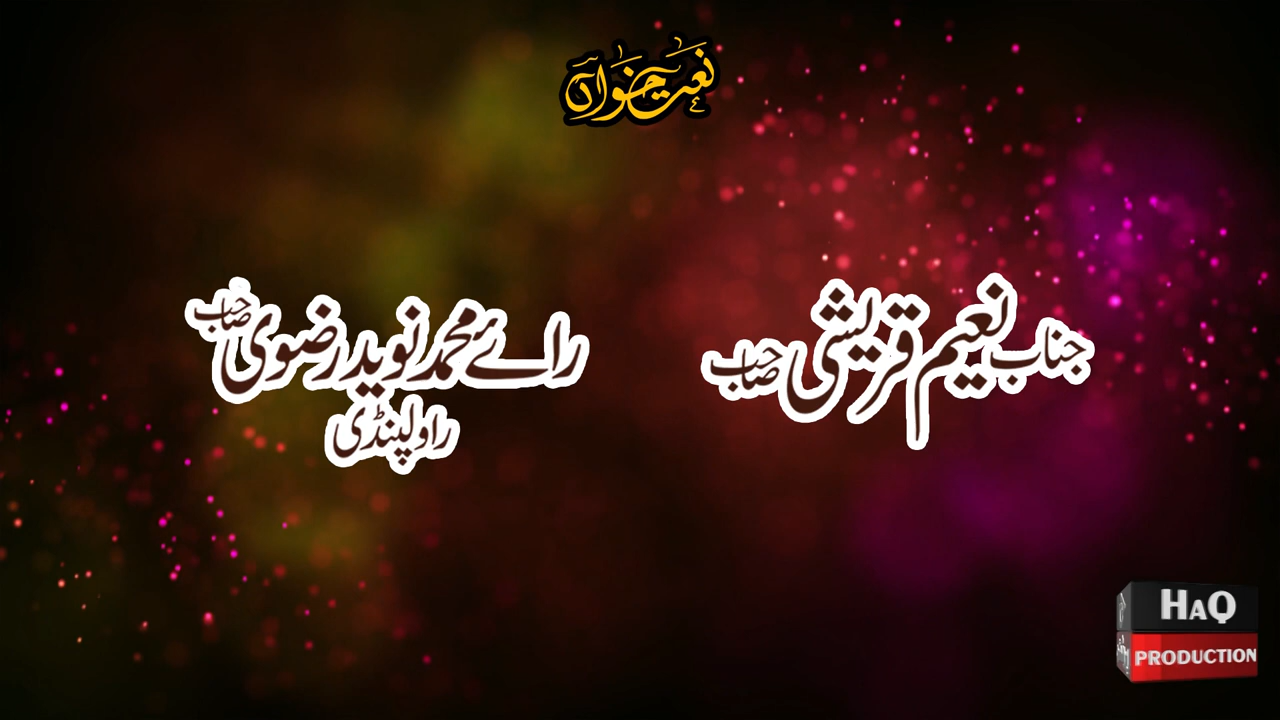 نعت خواں
جناب نعیم قریشی صاحب
رائے محمد نوید رضوی صاحب
راولپنڈی
HAQ
PRODUCTION